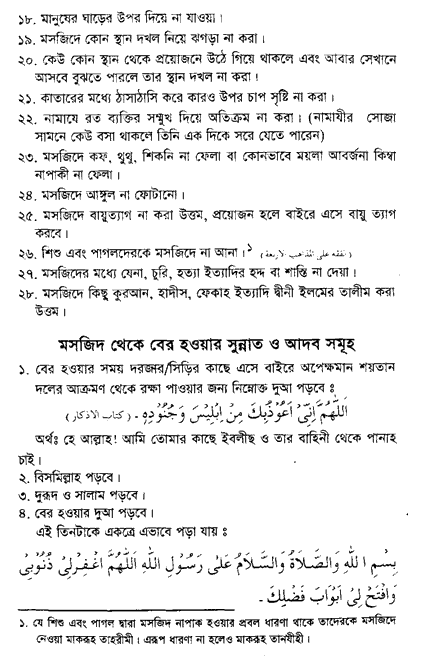 ১৮. মানুষের ঘাড়ের উপর দিয়ে না যাওয়া।
১৯. মসজিদে কোন স্থান দখল নিয়ে ঝগড়া না করা।
২০. কেউ কোন স্থান থেকে প্রয়োজনে উঠে গিয়ে থাকলে এবং আবার সেখানে
আসবে বুঝতে পারলে তার স্থান দখল না করা!
২১. কাতারের মধ্যে ঠাসাঠাসি করে কারও উপর চাপ সৃষ্টি না করা।
২২. নামাযে রত ব্যক্তির সম্মুখ দিয়ে অতিক্রম না করা। (নামাযীর সোজা
সামনে কেউ বসা থাকলে তিনি এক দিকে সরে যেতে পারেন)
২৩. মসজিদে কফ, থুথু, শিকনি না ফেলা বা কোনভাবে ময়লা আবর্জনা কিম্বা
নাপাকী না ফেলা।
২৪. মসজিদে আঙ্গুল না ফোটানো।
২৫. মসজিদে বায়ুত্যাগ না করা উত্তম, প্রয়োজন হলে বাইরে এসে বায়ু ত্যাগ
করবে।
২৬. শিশু এবং পাগলদেরকে মসজিদে না আনা।১ (الفقه على المذاهب الاربعة)
২৭. মসজিদের মধ্যে যেনা, চুরি, হত্যা ইত্যাদির হদ্দ বা শাস্তি না দেয়া।
২৮. মসজিদে কিছু কুরআন, হাদীস, ফেকাহ ইত্যাদি দ্বীনী ইলমের তালীম করা
উত্তম।
মসজিদ থেকে বের হওয়ার সুন্নাত ও আদব সমূহ
১. বের হওয়ার সময় দরজার/সিঁড়ির কাছে এসে বাইরে অপেক্ষমান শয়তান
দলের আক্রমণ থেকে রক্ষা পাওয়ার জন্য নিম্নোক্ত দুআ পড়বে ঃ
اَللّٰهُمَّ اِنِّىْ اَعُوْذُبِكَ مِنْ اِبْلِيْسَ وَجُنُوْدِهٖ - (كتاب الاذكار)
অর্থঃ হে আল্লাহ! আমি তোমার কাছে ইবলীছ ও তার বাহিনী থেকে পানাহ
চাই।
২. বিসমিল্লাহ পড়বে।
৩. দুরূদ ও সালাম পড়বে।
৪. বের হওয়ার দুআ পড়বে।
এই তিনটাকে একত্রে এভাবে পড়া যায় ঃ
بِسْمِ اللّٰهِ وَالصَّلَاةُ وَالسَّلَامُ عَلٰى رَسُوْلِ اللّٰهِ اَللّٰهُمَّ اغْفِرْلِىْ ذُنُوْبِىْ
وَافْتَحْ لِىْ اَبْوَابَ فَضْلِكَ -
১. যে শিশু এবং পাগল দ্বারা মসজিদ নাপাক হওয়ার প্রবল ধারণা থাকে তাদেরকে মসজিদে
নেওয়া মাকরূহ তাহরীমী। এরূপ ধারণা না হলেও মাকরূহ তানযীহী।